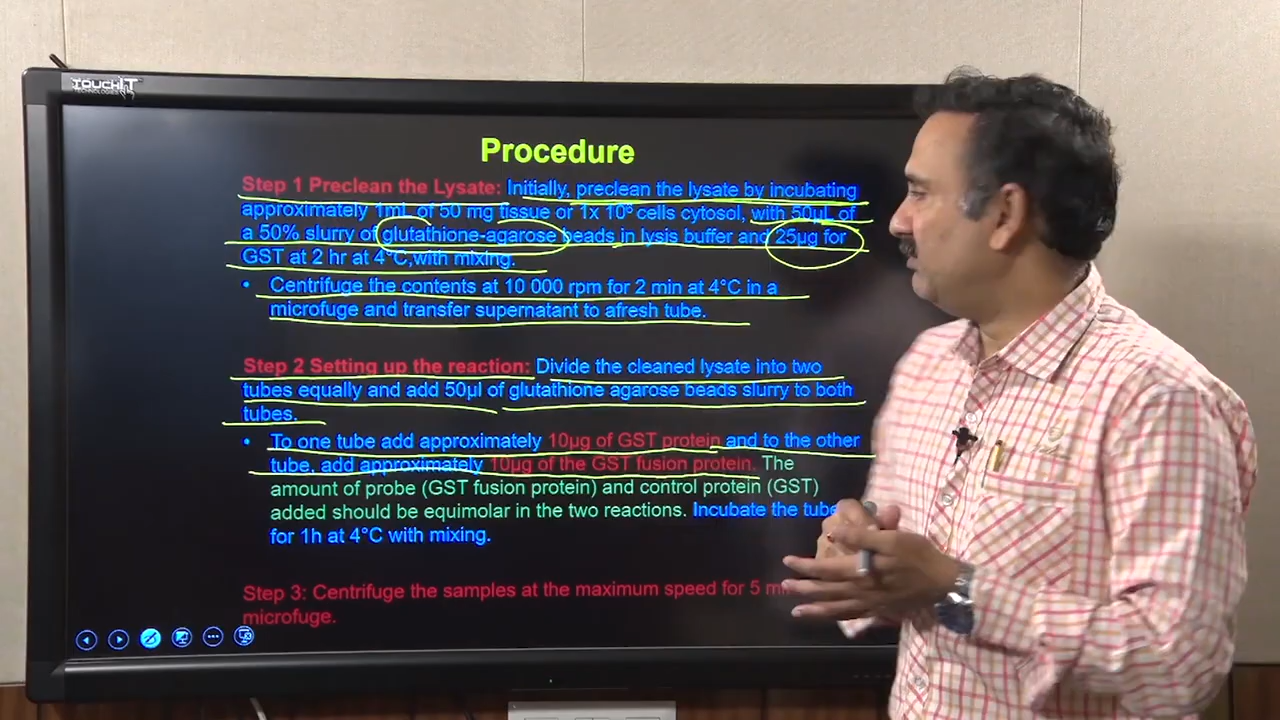 TOUCHIT
TECHNOLOGIES
Procedure
Step 1 Preclean the Lysate: Initially, preclean the lysate by incubating
approximately 1mL of 50 mg tissue or 1x 10⁶ cells cytosol, with 50µL of
a 50% slurry of glutathione-agarose beads in lysis buffer and 25µg for
GST at 2 hr at 4°C,with mixing.
• Centrifuge the contents at 10 000 rpm for 2 min at 4°C in a
microfuge and transfer supernatant to afresh tube.
Step 2 Setting up the reaction: Divide the cleaned lysate into two
tubes equally and add 50µl of glutathione agarose beads slurry to both
tubes.
• To one tube add approximately 10µg of GST protein and to the other
tube, add approximately 10µg of the GST fusion protein. The
amount of probe (GST fusion protein) and control protein (GST)
added should be equimolar in the two reactions. Incubate the tube
for 1h at 4°C with mixing.
Step 3: Centrifuge the samples at the maximum speed for 5
microfuge.